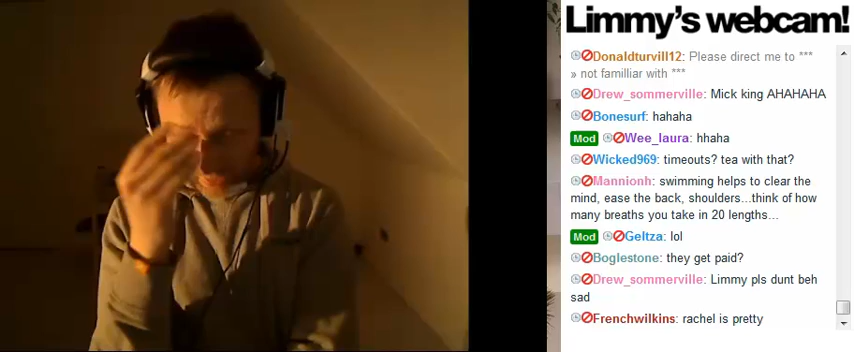 Limmy's webcam!
Donaldturvill12: Please direct me to ***
» not familliar with ***
Drew_sommerville: Mick king AHAHAHA
Bonesurf: hahaha
Mod Wee_laura: hhaha
Wicked969: timeouts? tea with that?
Mannionh: swimming helps to clear the
mind, ease the back, shoulders...think of how
many breaths you take in 20 lengths...
Mod Geltza: lol
Boglestone: they get paid?
Drew_sommerville: Limmy pls dunt beh
sad
Frenchwilkins: rachel is pretty